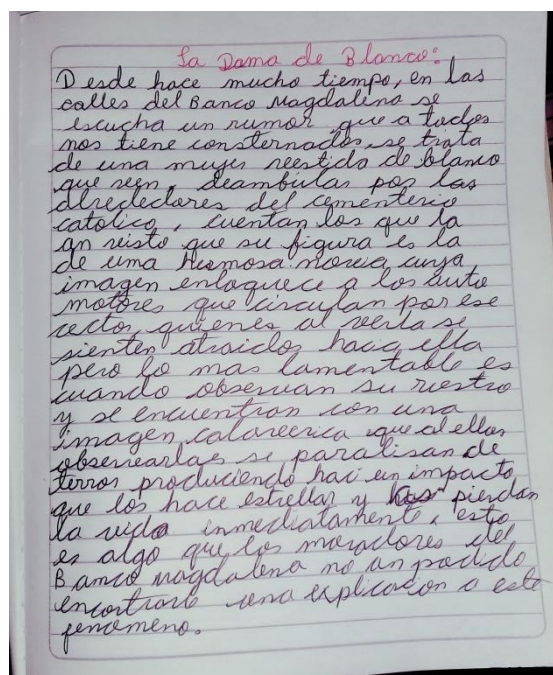 La Dama de Blanco:
Desde hace mucho tiempo, en las
calles del Banco Magdalena se
escucha un rumor que a todos
nos tiene consternados, se trata
de una mujer vestida de blanco
que ven, deambulas por las
alrededores del cementerio
catolico, cuentan los que la
an visto que su figura es la
de una hermosa novia cuya
imagen enloquece a los auto
motores que circulan por ese
sector, quienes al verla se
sienten atraidos hacia ella
pero lo mas lamentable es
cuando observan su rostro
y se encuentran con una
imagen calaverica que al ellos
observarlas se paralisan de
terros produciendo haci un impacto
que los hace estrellar y pierdan
la vida inmediatamente, esto
es algo que los moradores del
Banco Magdalena no an podido
encontrarle una explicacon a este
fenomeno.